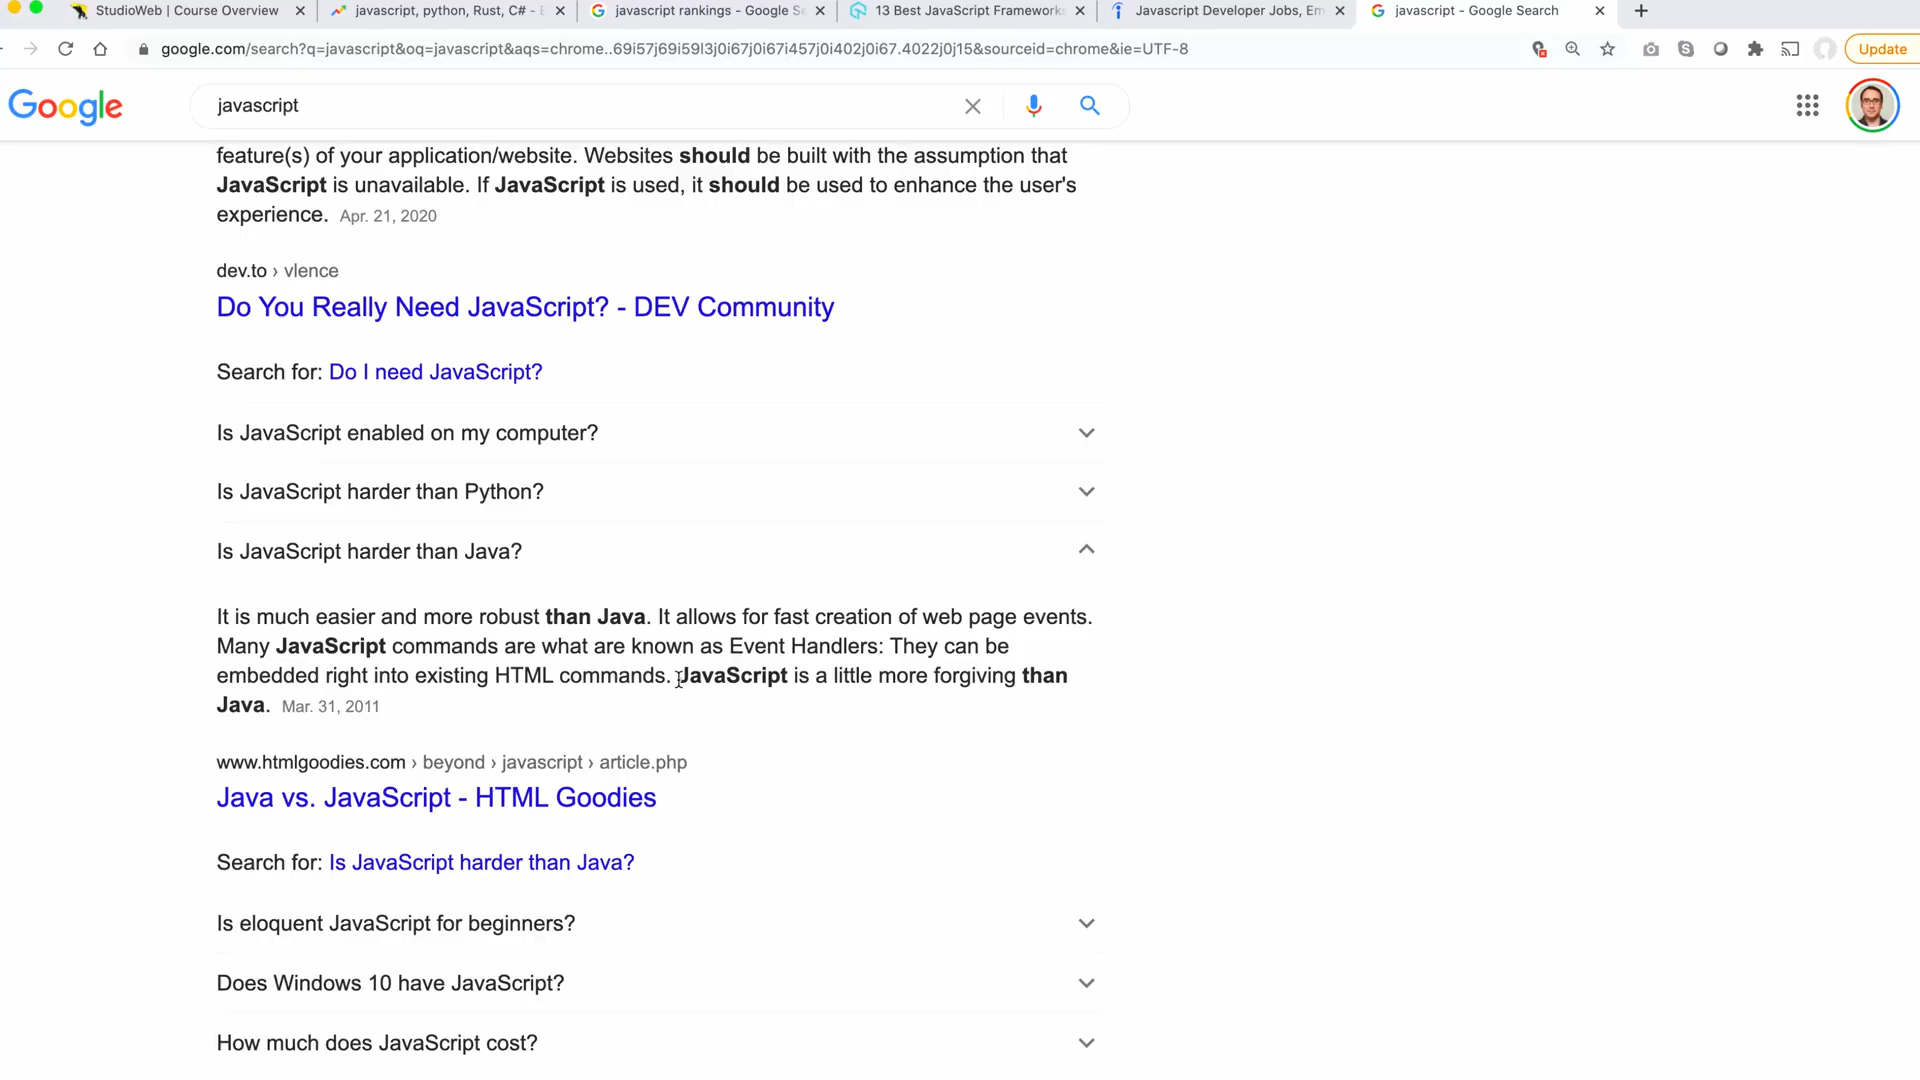 StudioWeb | Course Overview
javascript, python, Rust, C# -
javascript rankings - Google Se
13 Best JavaScript Frameworks
Javascript Developer Jobs, Em
javascript - Google Search
google.com/search?q=javascript&oq=javascript&aqs=chrome..69i57j69i59l3j0i67j0i67i457j0i402j0i67.4022j0j15&sourceid=chrome&ie=UTF-8
Update
Google
javascript
feature(s) of your application/website. Websites should be built with the assumption that
JavaScript is unavailable. If JavaScript is used, it should be used to enhance the user's
experience. Apr. 21, 2020
dev.to › vlence
Do You Really Need JavaScript? - DEV Community
Search for: Do I need JavaScript?
Is JavaScript enabled on my computer?
Is JavaScript harder than Python?
Is JavaScript harder than Java?
It is much easier and more robust than Java. It allows for fast creation of web page events.
Many JavaScript commands are what are known as Event Handlers: They can be
embedded right into existing HTML commands. JavaScript is a little more forgiving than
Java. Mar. 31, 2011
www.htmlgoodies.com › beyond › javascript › article.php
Java vs. JavaScript - HTML Goodies
Search for: Is JavaScript harder than Java?
Is eloquent JavaScript for beginners?
Does Windows 10 have JavaScript?
How much does JavaScript cost?